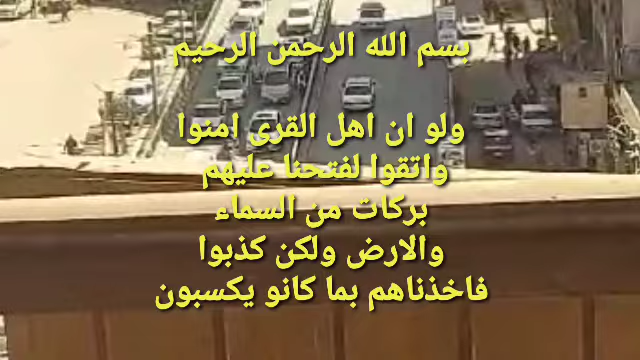 بسم الله الرحمن الرحيم
ولو ان اهل القرى امنوا
واتقوا لفتحنا عليهم
بركات من السماء
والارض ولكن كذبوا
فاخذناهم بما كانو يكسبون